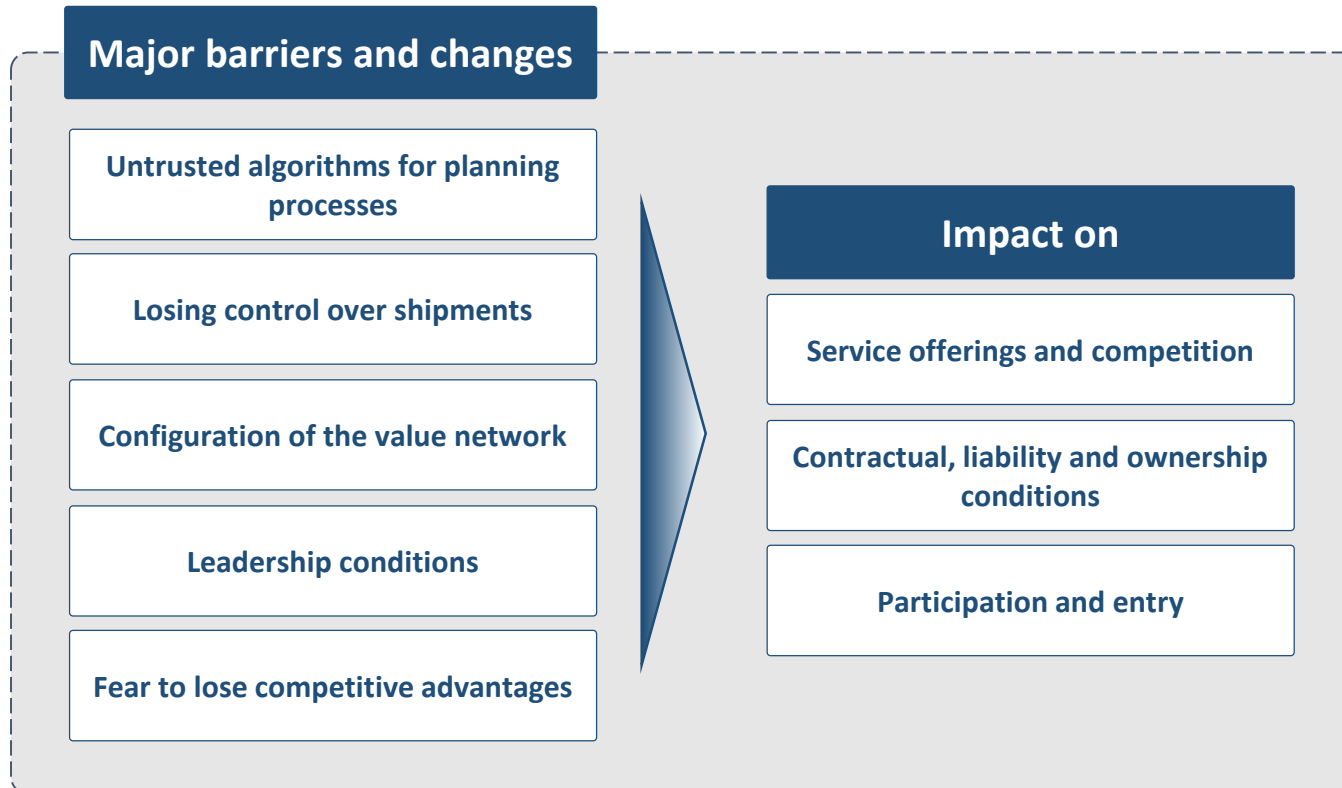 Major barriers and changes
Untrusted algorithms for planning
processes
Losing control over shipments
Configuration of the value network
Leadership conditions
Fear to lose competitive advantages
Impact on
Service offerings and competition
Contractual, liability and ownership
conditions
Participation and entry